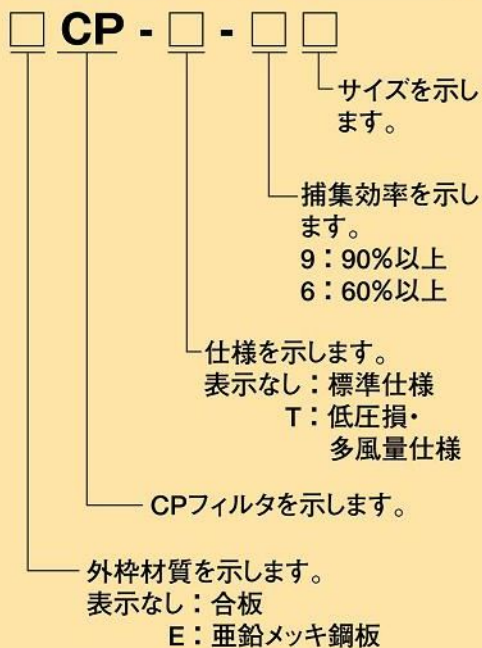 □ CP - □ - □ □
サイズを示し
ます。
捕集効率を示し
ます。
9：90%以上
6：60%以上
仕様を示します。
表示なし：標準仕様
T：低圧損・
多風量仕様
CPフィルタを示します。
外枠材質を示します。
表示なし：合板
E：亜鉛メッキ鋼板